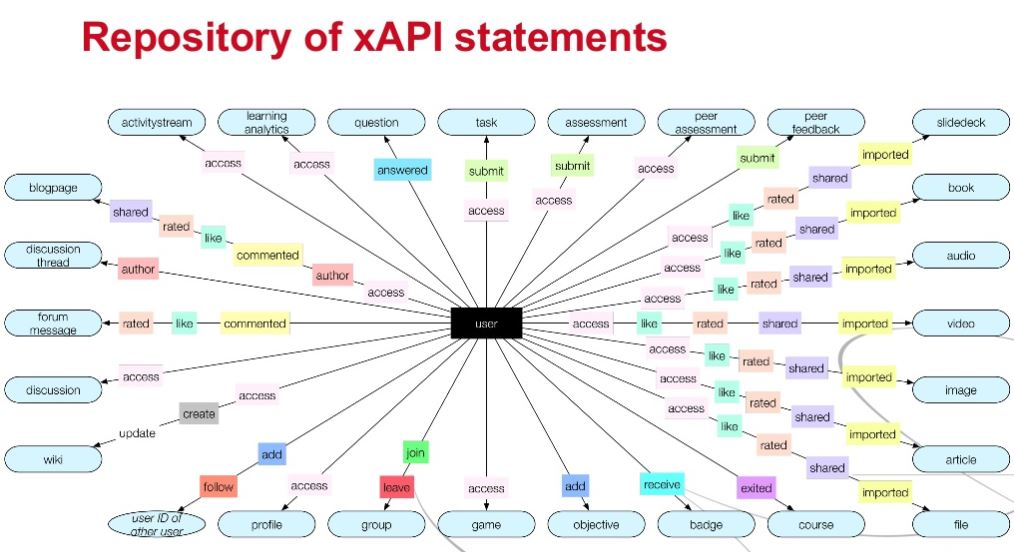 Repository of xAPI statements
activitystream
learning
analytics
question
task
assessment
peer
assessment
peer
feedback
slidedeck
access
access
answered
submit
access
submit
access
access
submit
imported
shared
rated
like
access
blogpage
shared
rated
like
commented
author
access
book
imported
shared
rated
like
access
discussion
thread
author
audio
imported
shared
rated
like
access
forum
message
rated
like
commented
user
access
like
rated
shared
imported
video
discussion
access
access
like
rated
shared
imported
image
wiki
update
create
access
access
like
rated
shared
imported
article
access
like
rated
shared
imported
file
add
follow
user ID of
other user
access
profile
join
leave
group
access
game
add
objective
receive
badge
exited
course